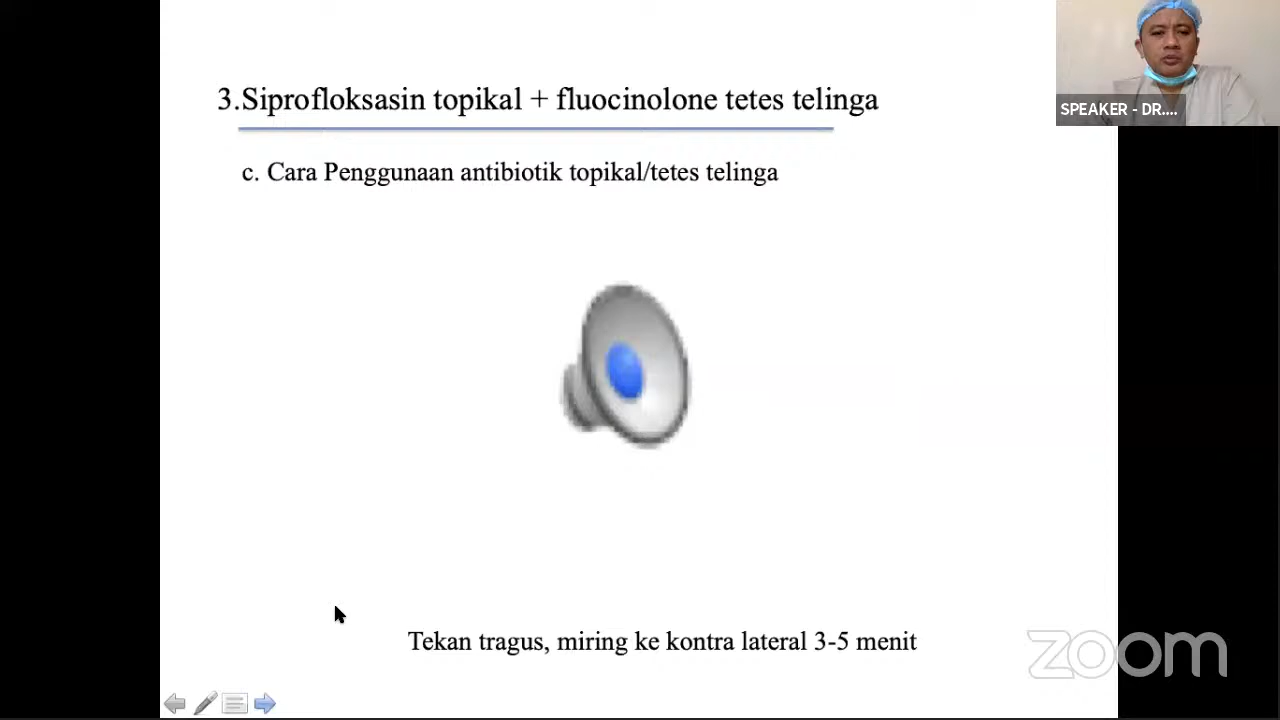 3.Siprofloksasin topikal + fluocinolone tetes telinga
SPEAKER - DR....
c. Cara Penggunaan antibiotik topikal/tetes telinga
Tekan tragus, miring ke kontra lateral 3-5 menit
zoom